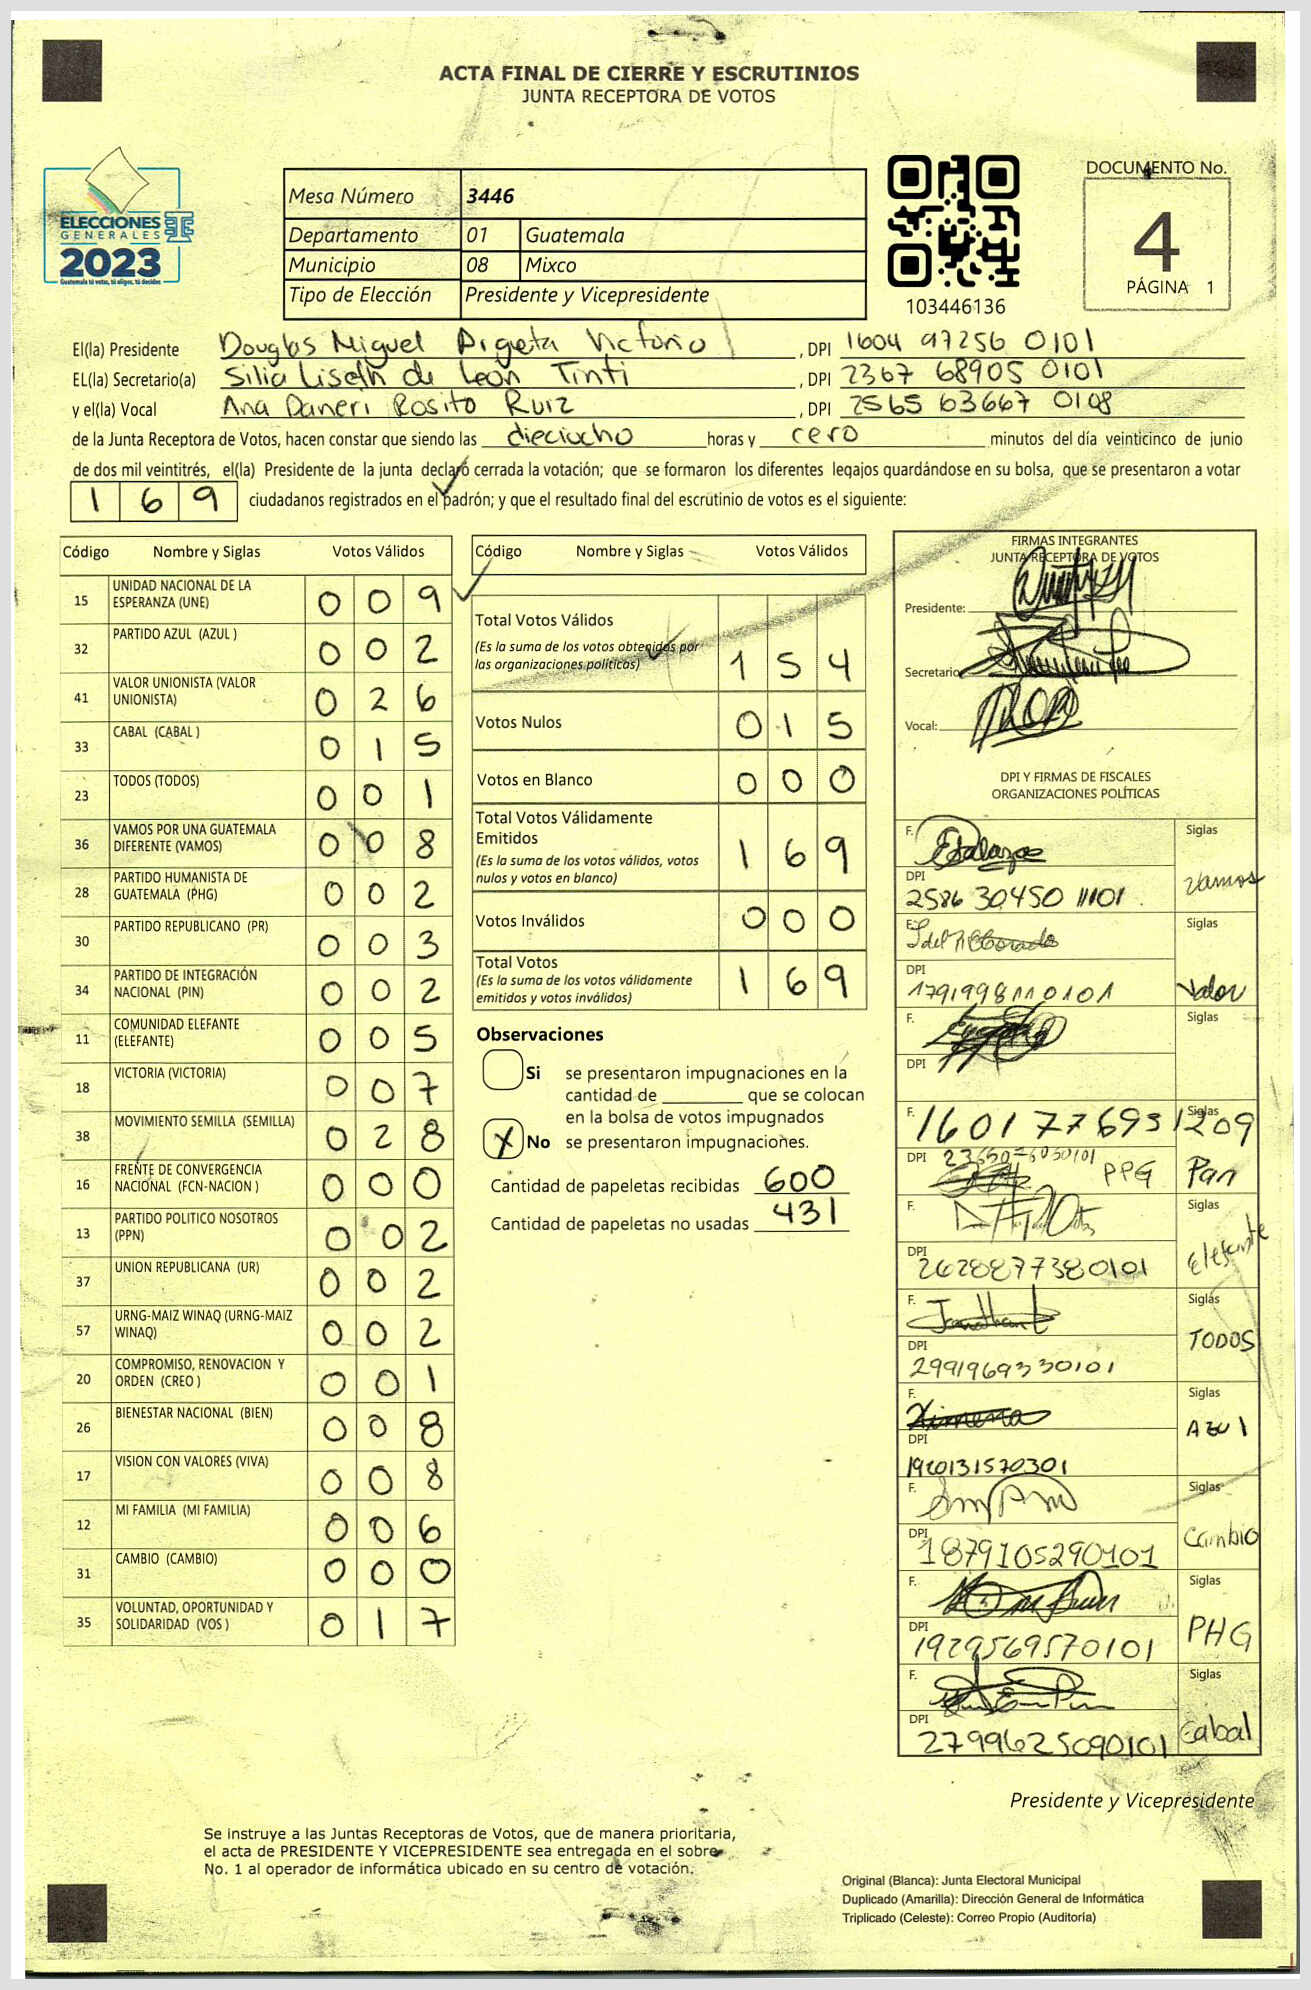 ACTA FINAL DE CIERRE Y ESCRUTINIOS
JUNTA RECEPTORA DE VOTOS
ELECCIONES
GENERALES
2023
Guatemala tú votas, tú eliges, tú decides
Mesa Número 3446
Departamento 01 Guatemala
Municipio 08 Mixco
Tipo de Elección Presidente y Vicepresidente
103446136
DOCUMENTO No.
4
PÁGINA 1
El(la) Presidente Douglas Miguel Argueta Victorio , DPI 1604 97256 0101
EL(la) Secretario(a) Silia Liseth de León Tinti , DPI 2367 68905 0101
y el(la) Vocal Ana Daneri Rosito Ruiz , DPI 2565 63667 0108
de la Junta Receptora de Votos, hacen constar que siendo las dieciocho horas y cero minutos del día veinticinco de junio
de dos mil veintitrés, el(la) Presidente de la junta declaró cerrada la votación; que se formaron los diferentes legajos quardándose en su bolsa, que se presentaron a votar
1 6 9 ciudadanos registrados en el padrón; y que el resultado final del escrutinio de votos es el siguiente:
Código Nombre y Siglas Votos Válidos
15 UNIDAD NACIONAL DE LA ESPERANZA (UNE) 0 0 9
32 PARTIDO AZUL (AZUL ) 0 0 2
41 VALOR UNIONISTA (VALOR UNIONISTA) 0 2 6
33 CABAL (CABAL ) 0 1 5
23 TODOS (TODOS) 0 0 1
36 VAMOS POR UNA GUATEMALA DIFERENTE (VAMOS) 0 0 8
28 PARTIDO HUMANISTA DE GUATEMALA (PHG) 0 0 2
30 PARTIDO REPUBLICANO (PR) 0 0 3
34 PARTIDO DE INTEGRACIÓN NACIONAL (PIN) 0 0 2
11 COMUNIDAD ELEFANTE (ELEFANTE) 0 0 5
18 VICTORIA (VICTORIA) 0 0 7
38 MOVIMIENTO SEMILLA (SEMILLA) 0 2 8
16 FRENTE DE CONVERGENCIA NACIONAL (FCN-NACION ) 0 0 0
13 PARTIDO POLITICO NOSOTROS (PPN) 0 0 2
37 UNION REPUBLICANA (UR) 0 0 2
57 URNG-MAIZ WINAQ (URNG-MAIZ WINAQ) 0 0 2
20 COMPROMISO, RENOVACION Y ORDEN (CREO ) 0 0 1
26 BIENESTAR NACIONAL (BIEN) 0 0 8
17 VISION CON VALORES (VIVA) 0 0 8
12 MI FAMILIA (MI FAMILIA) 0 0 6
31 CAMBIO (CAMBIO) 0 0 0
35 VOLUNTAD, OPORTUNIDAD Y SOLIDARIDAD (VOS ) 0 1 7
Código Nombre y Siglas Votos Válidos
Total Votos Válidos 1 5 4
(Es la suma de los votos obtenidos por
las organizaciones políticas)
Votos Nulos 0 1 5
Votos en Blanco 0 0 0
Total Votos Válidamente
Emitidos 1 6 9
(Es la suma de los votos válidos, votos
nulos y votos en blanco)
Votos Inválidos 0 0 0
Total Votos 1 6 9
(Es la suma de los votos válidamente
emitidos y votos inválidos)
Observaciones
Si se presentaron impugnaciones en la
cantidad de ________ que se colocan
en la bolsa de votos impugnados
X No se presentaron impugnaciones.
Cantidad de papeletas recibidas 600
Cantidad de papeletas no usadas 431
FIRMAS INTEGRANTES
JUNTA RECEPTORA DE VOTOS
Presidente:
Secretario
Vocal:
DPI Y FIRMAS DE FISCALES
ORGANIZACIONES POLÍTICAS
F. Siglas
DPI Vamos
2586 30450 1101
F. Siglas
DPI
1791998110101 Valor
F. Siglas
DPI
F. 1601 77693 1209 Siglas
DPI PPG Pan
F. Siglas
DPI Elefante
2628877380101
F. Jonathan Siglas
DPI TODOS
2991969330101
F. Ximena Siglas
DPI AZUL
1920131570301
F. Siglas
DPI Cambio
1879105290101
F. Siglas
DPI PHG
1929569570101
F. Siglas
DPI Cabal
2799625090101
Presidente y Vicepresidente
Se instruye a las Juntas Receptoras de Votos, que de manera prioritaria,
el acta de PRESIDENTE Y VICEPRESIDENTE sea entregada en el sobre
No. 1 al operador de informática ubicado en su centro de votación.
Original (Blanca): Junta Electoral Municipal
Duplicado (Amarilla): Dirección General de Informática
Triplicado (Celeste): Correo Propio (Auditoría)